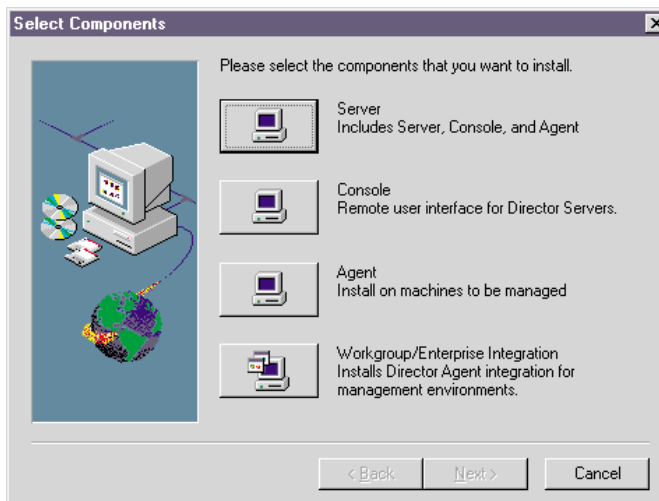 Select Components
Please select the components that you want to install.
Server
Includes Server, Console, and Agent
Console
Remote user interface for Director Servers.
Agent
Install on machines to be managed
Workgroup/Enterprise Integration
Installs Director Agent integration for
management environments.
< Back
Next >
Cancel